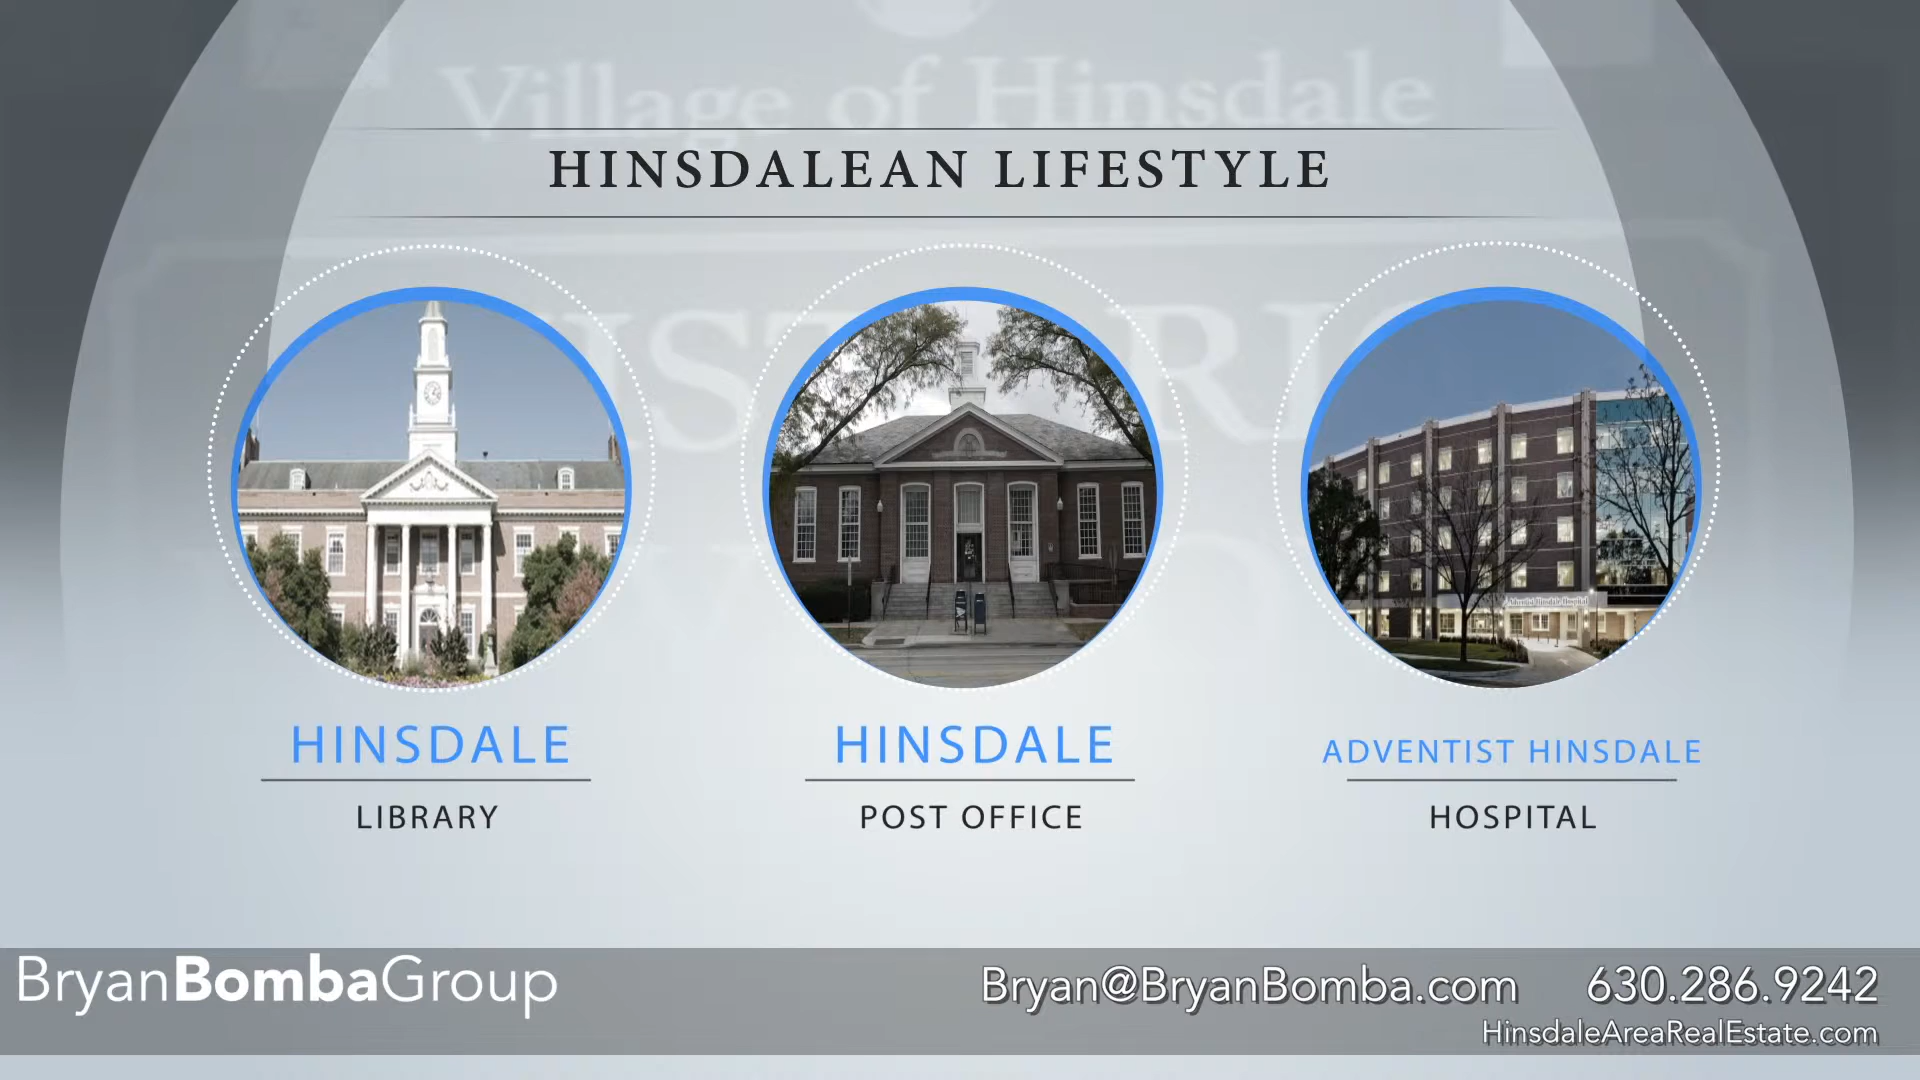 Village of Hinsdale
HINSDALEAN LIFESTYLE
HISTORIC
HINSDALE
LIBRARY
HINSDALE
POST OFFICE
ADVENTIST HINSDALE
HOSPITAL
BryanBombaGroup
Bryan@BryanBomba.com 630.286.9242
HinsdaleAreaRealEstate.com